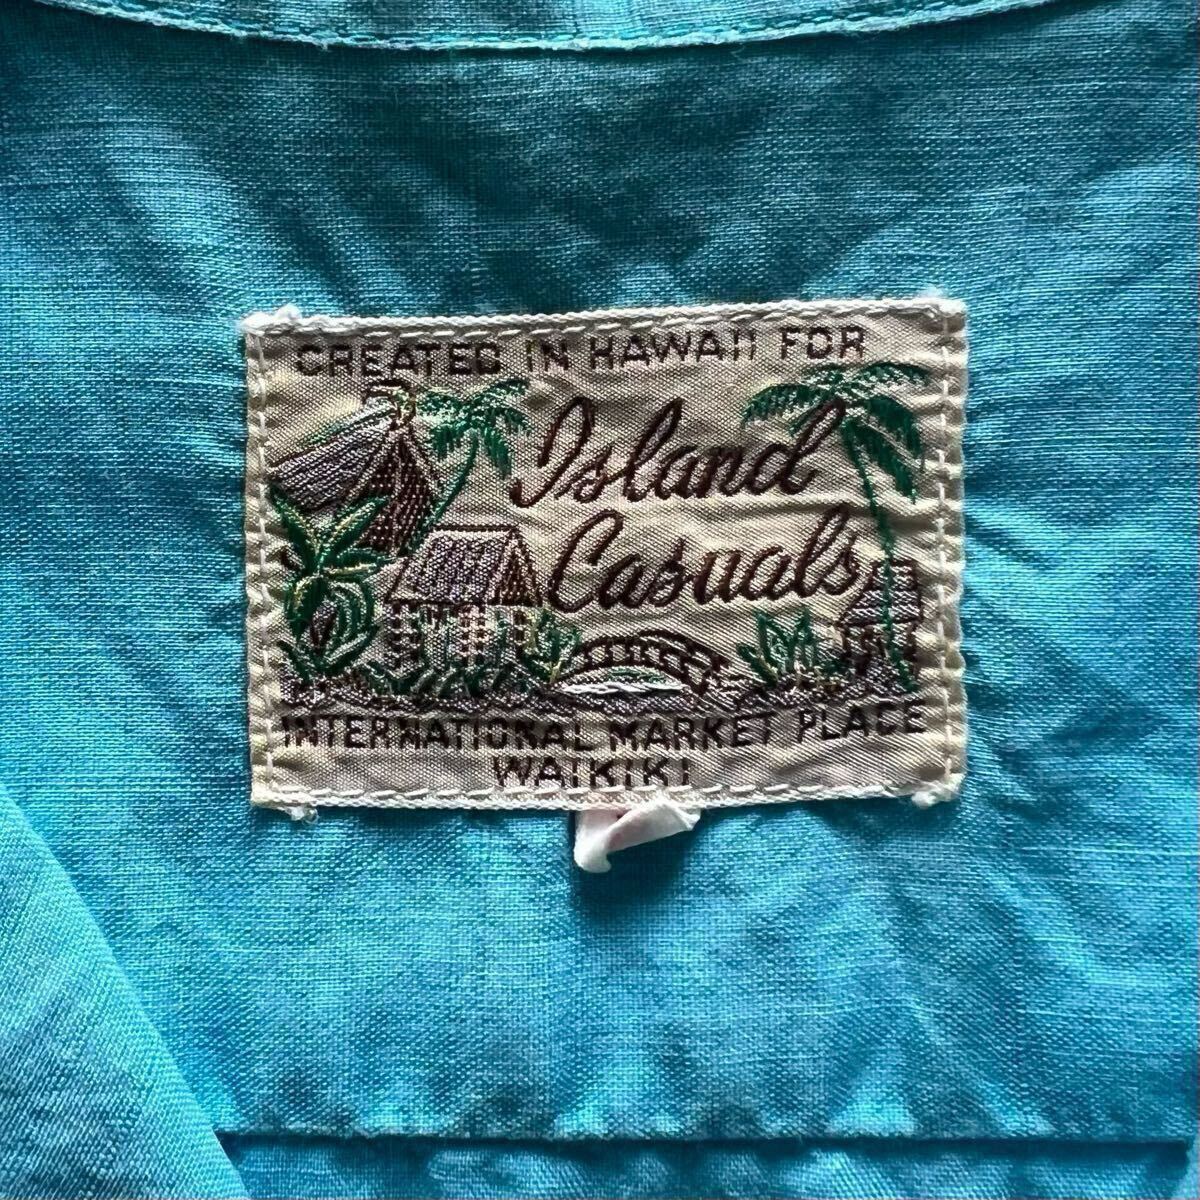 CREATED IN HAWAII FOR
Island
Casuals
INTERNATIONAL MARKET PLACE
WAIKIKI